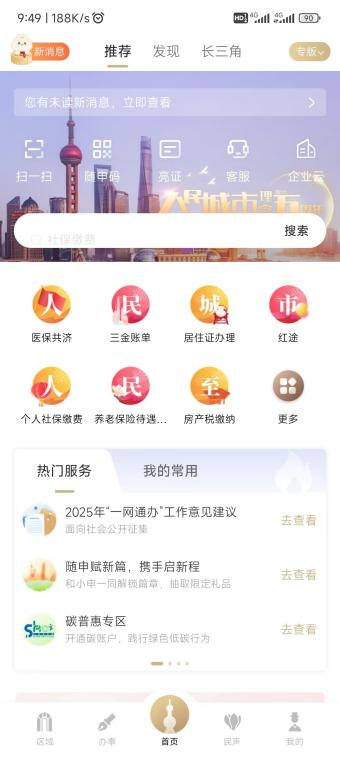 9:49 | 188K/s
HD 4G 4G 90
新消息
推荐 发现 长三角 专版
您有未读新消息，立即查看
扫一扫 随申码 亮证 客服 企业云
人民城市理念
社保缴费 搜索
人 民 城 市
医保共济 三金账单 居住证办理 红途
人 民 至
个人社保缴费 养老保险待遇... 房产税缴纳 更多
热门服务 我的常用
2025年“一网通办”工作意见建议
面向社会公开征集
去查看
随申赋新篇，携手启新程
和小申一同解锁篇章，抽取限定礼品
去查看
碳普惠专区
开通碳账户，践行绿色低碳行为
去查看
区域 办事 首页 民声 我的